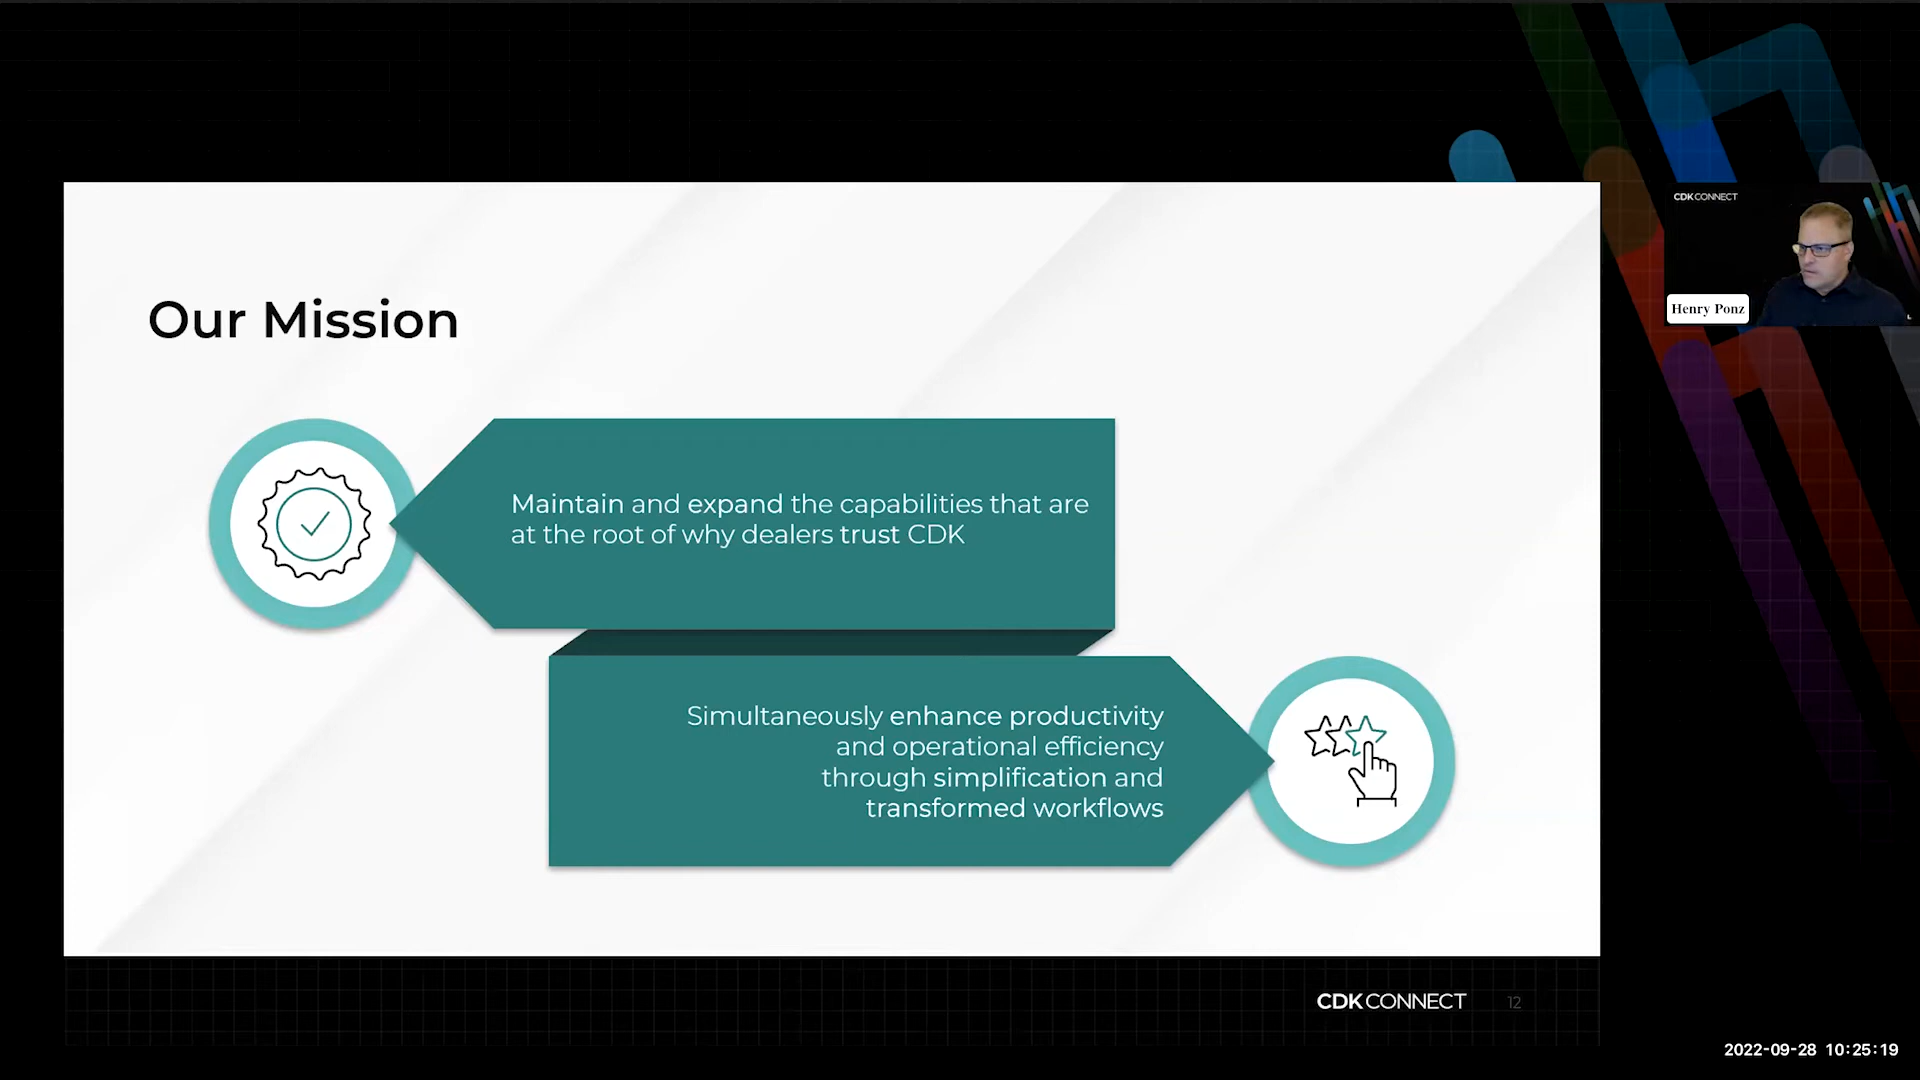 CDK CONNECT
Henry Ponz
Our Mission
Maintain and expand the capabilities that are
at the root of why dealers trust CDK
Simultaneously enhance productivity
and operational efficiency
through simplification and
transformed workflows
CDK CONNECT
12
2022-09-28 10:25:19